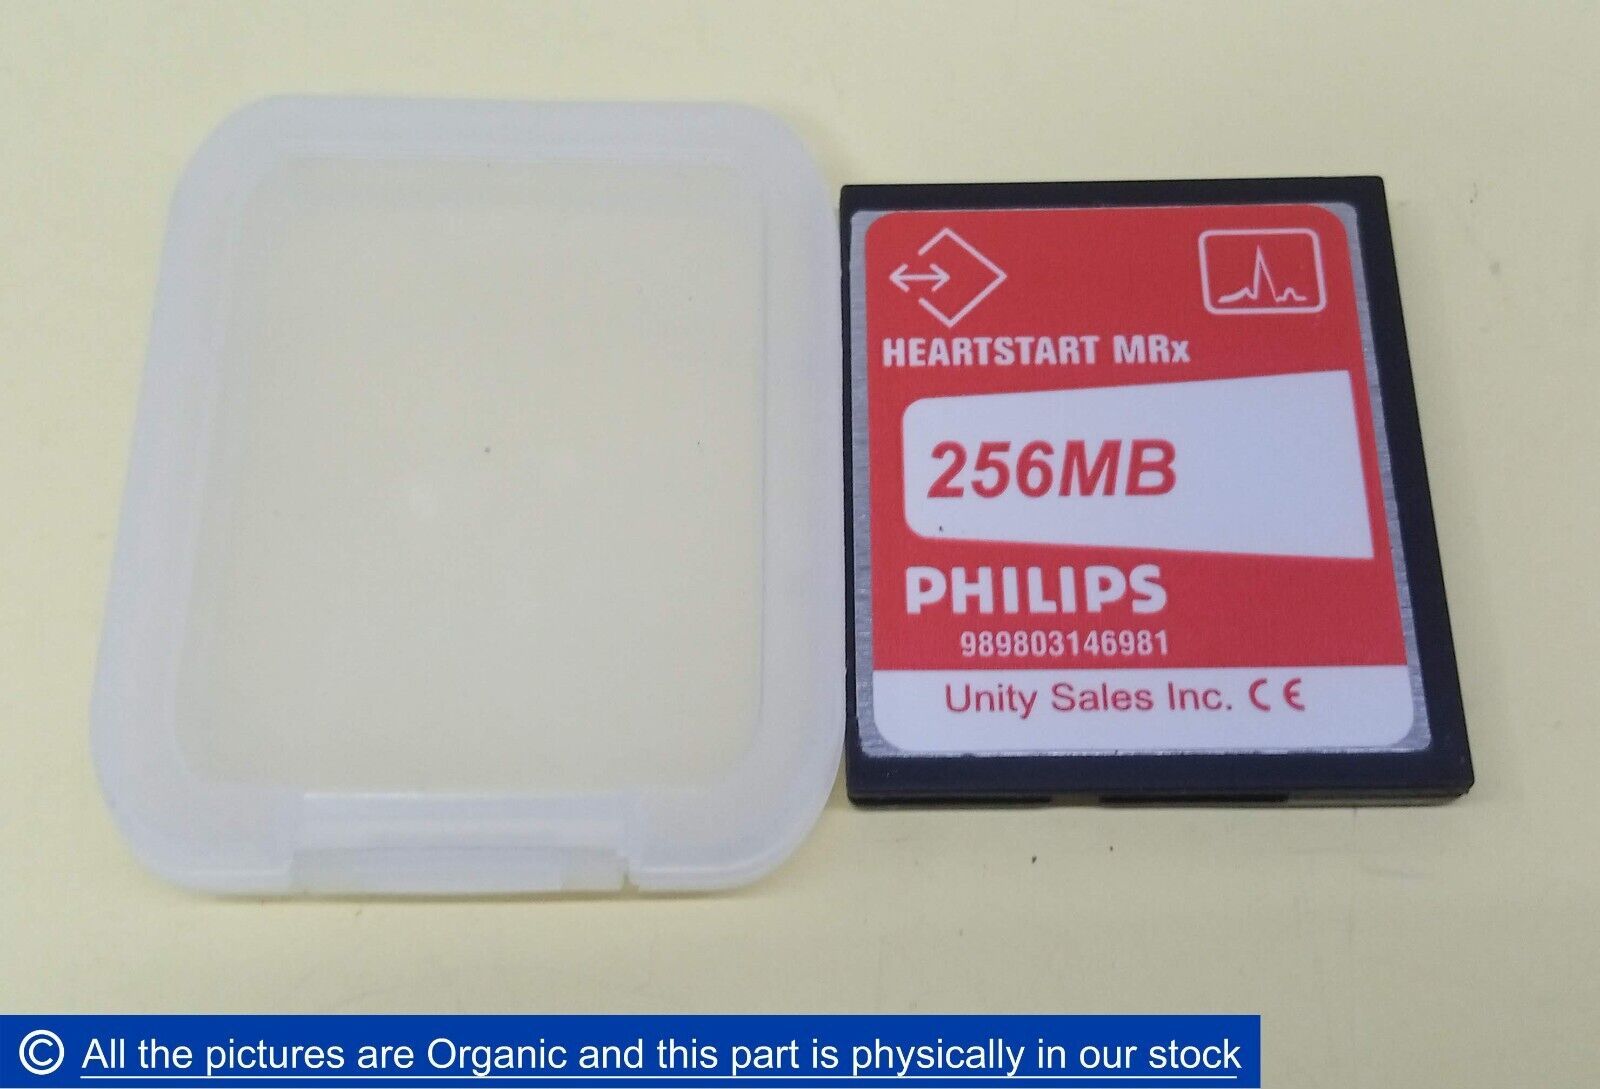 HEARTSTART MRx
256MB
PHILIPS
989803146981
Unity Sales Inc. CE
© All the pictures are Organic and this part is physically in our stock